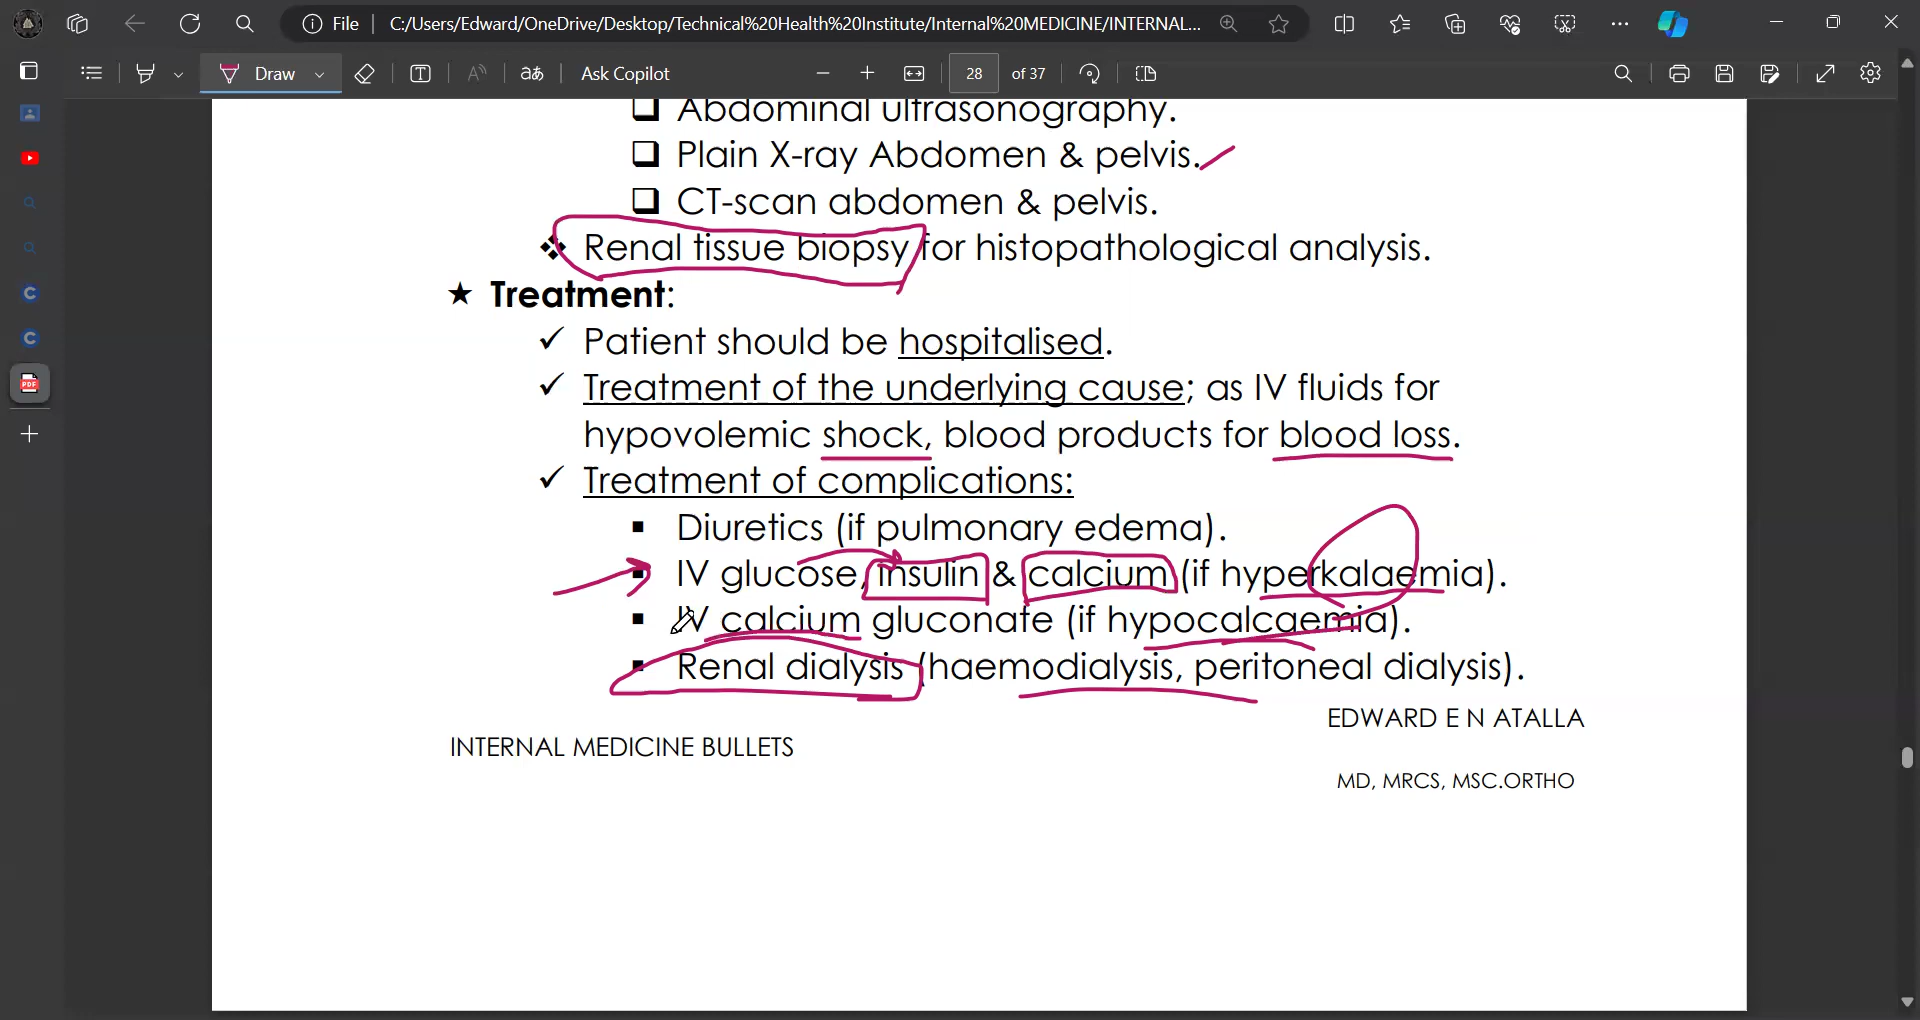 File
C:/Users/Edward/OneDrive/Desktop/Technical%20Health%20Institute/Internal%20MEDICINE/INTERNAL...
Draw
aあ
Ask Copilot
28 of 37
Abdominal ultrasonography.
Plain X-ray Abdomen & pelvis.
CT-scan abdomen & pelvis.
Renal tissue biopsy for histopathological analysis.
Treatment:
Patient should be hospitalised.
Treatment of the underlying cause; as IV fluids for
hypovolemic shock, blood products for blood loss.
Treatment of complications:
Diuretics (if pulmonary edema).
IV glucose, insulin & calcium (if hyperkalaemia).
IV calcium gluconate (if hypocalcaemia).
Renal dialysis (haemodialysis, peritoneal dialysis).
EDWARD E N ATALLA
INTERNAL MEDICINE BULLETS
MD, MRCS, MSC.ORTHO